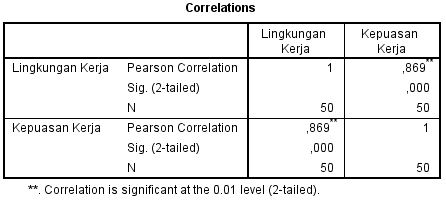 Correlations
Lingkungan Kerja Kepuasan Kerja
Lingkungan Kerja Pearson Correlation 1 ,869**
Sig. (2-tailed) ,000
N 50 50
Kepuasan Kerja Pearson Correlation ,869** 1
Sig. (2-tailed) ,000
N 50 50
**. Correlation is significant at the 0.01 level (2-tailed).